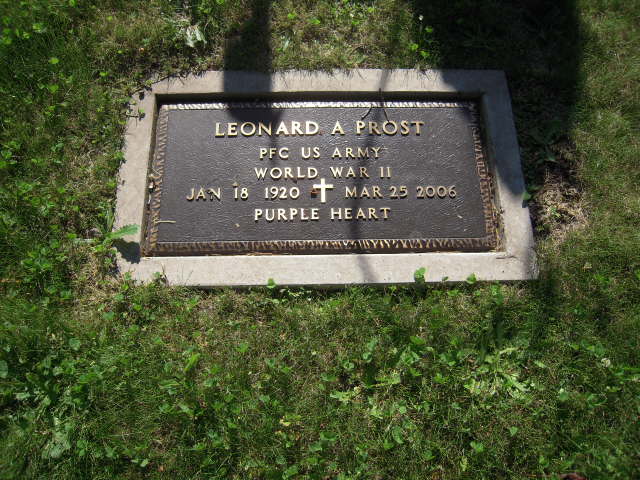 LEONARD A PROST
PFC US ARMY
WORLD WAR II
JAN 18 1920 MAR 25 2006
PURPLE HEART